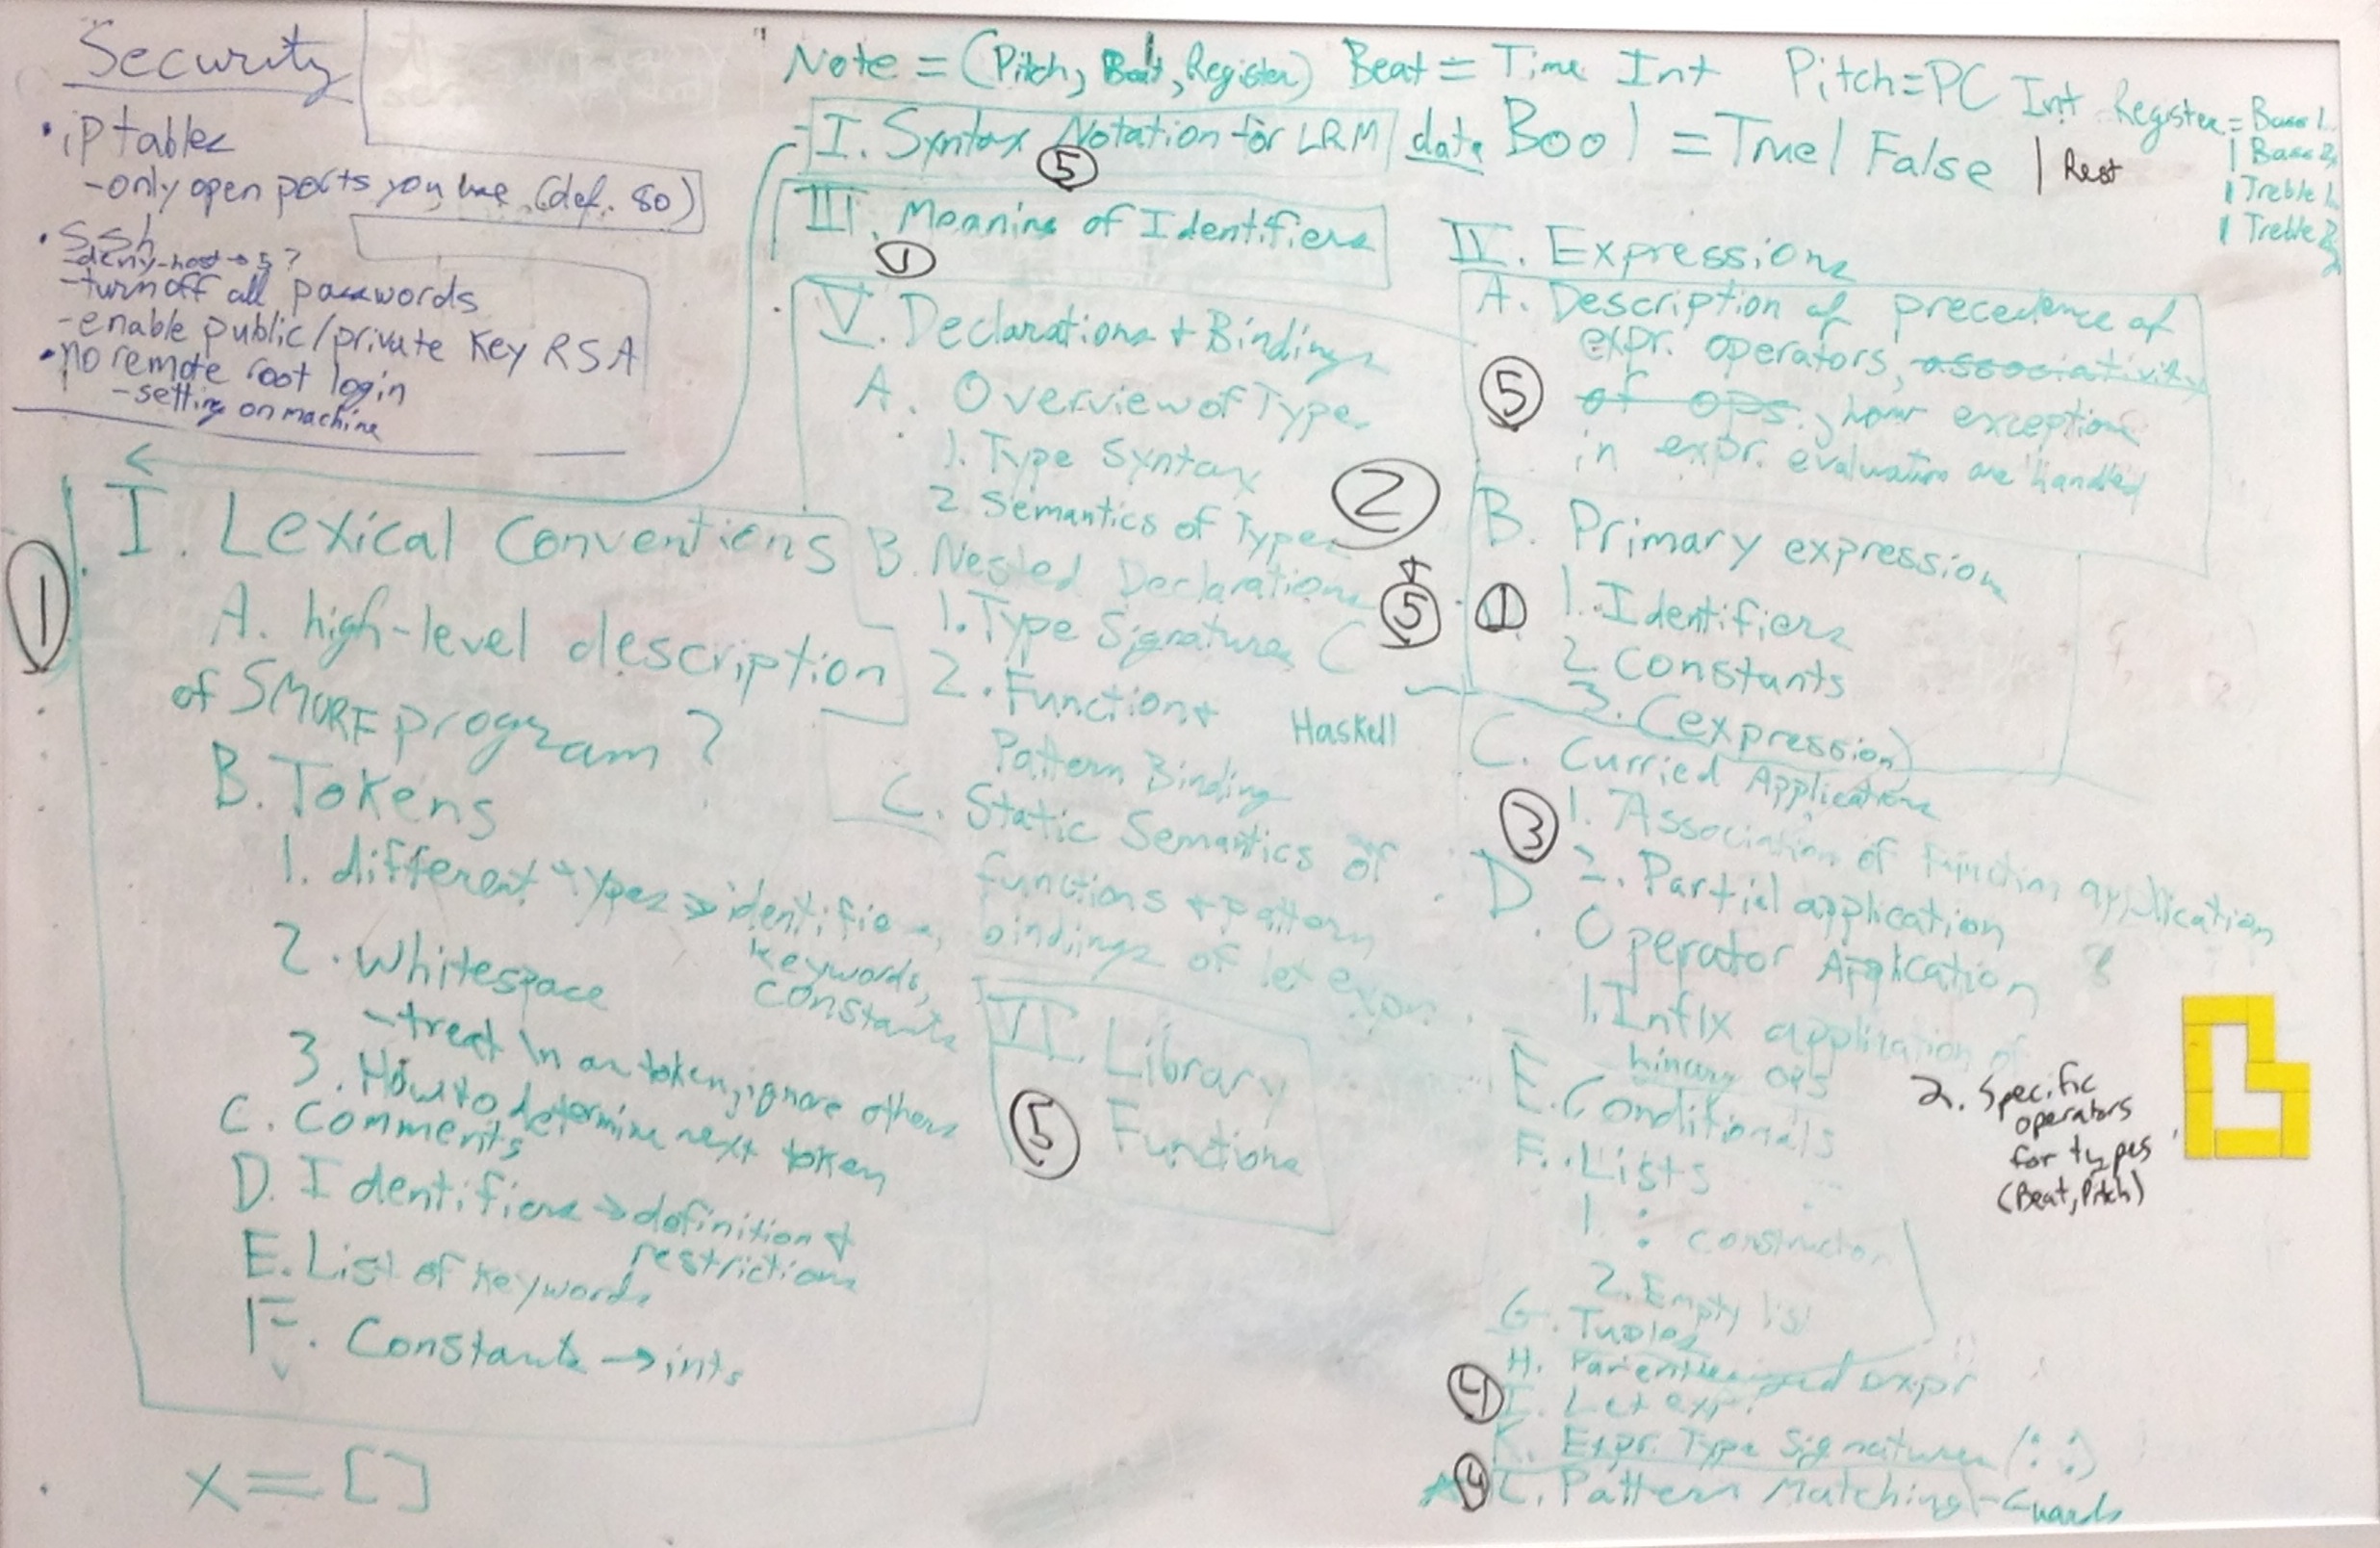 Security
• iptables
- only open ports you use (def. 80)
• ssh
- deny-host → 5?
- turn off all passwords
- enable public/private key RSA
• no remote root login
- setting on machine
Note = (Pitch, Beat, Register) Beat = Time Int Pitch = PC Int Register = Bass 1
| Bass 2
| Treble 1
| Treble 2
I. Syntax Notation for LRM
5
data Bool = True | False | Rest
III. Meaning of Identifiers
1
I. Lexical Conventions
1
A. high-level description
of SMURF program?
B. Tokens
1. different types → identifiers,
keywords,
constants
2. Whitespace
- treat \n as token, ignore others
3. How to determine next token
C. Comments
D. Identifiers → definition &
restrictions
E. List of keywords
F. Constants → ints
x = []
V. Declarations + Bindings
A. Overview of Types
1. Type Syntax
2. Semantics of Types
2
+
5
B. Nested Declarations
1. Type Signatures
2. Function +
Pattern Binding
Haskell
C. Static Semantics of
functions + pattern
bindings of let expr
VI. Library
Functions
5
IV. Expressions
A. Description of precedence of
expr. operators, associativity
of ops., how exceptions
in expr. evaluation are handled
5
B. Primary expressions
1
1. Identifiers
2. Constants
3. (expression)
C. Curried Applications
3
1. Association of function application
2. Partial application
D. Operator Application
1. Infix application of
binary ops
2. Specific
operators
for types
(Beat, Pitch)
E. Conditionals
F. Lists
1. : constructor
2. Empty list
G. Tuples
H. Parenthesized expr
4
I. Let expr.
K. Expr. Type Signatures (::)
4
L. Pattern Matching - Guards